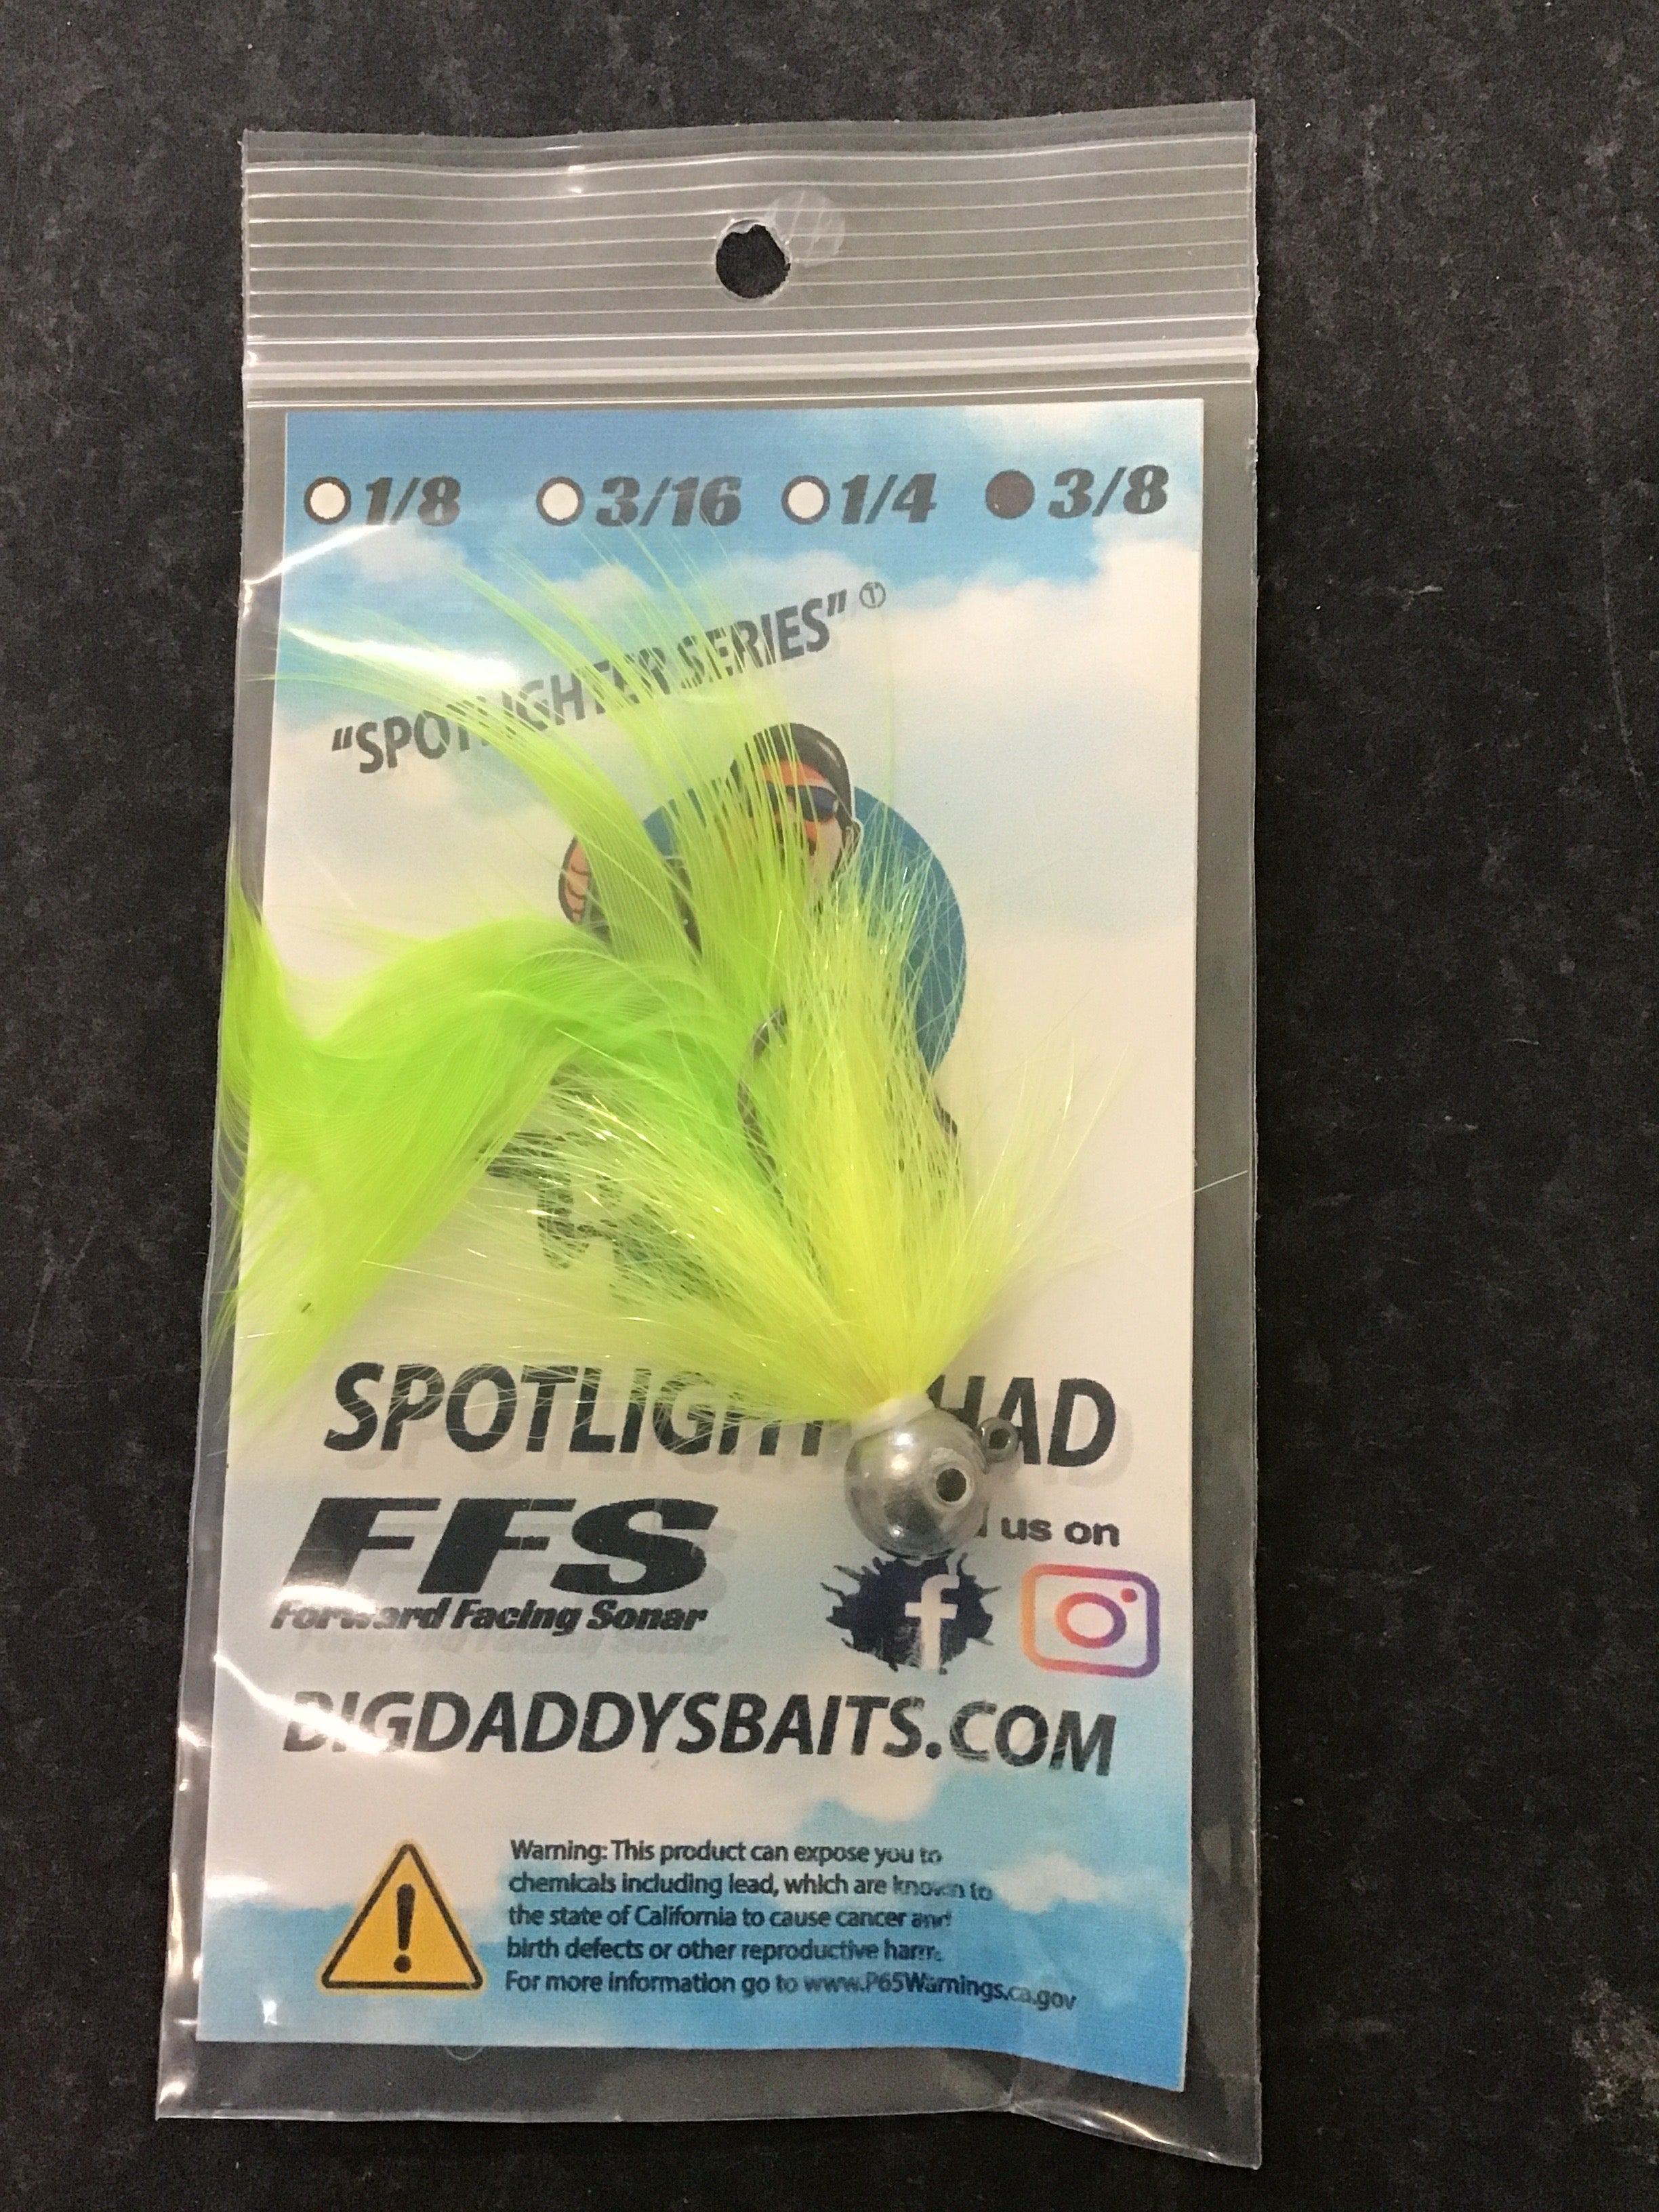 1/8 3/16 1/4 3/8
"SPOTLIGHTER SERIES"
SPOTLIGHT SHAD
FFS
us on
Forward Facing Sonar
f
BIGDADDYSBAITS.COM
Warning: This product can expose you to
chemicals including lead, which are known to
the state of California to cause cancer and
birth defects or other reproductive harm.
For more information go to www.P65Warnings.ca.gov